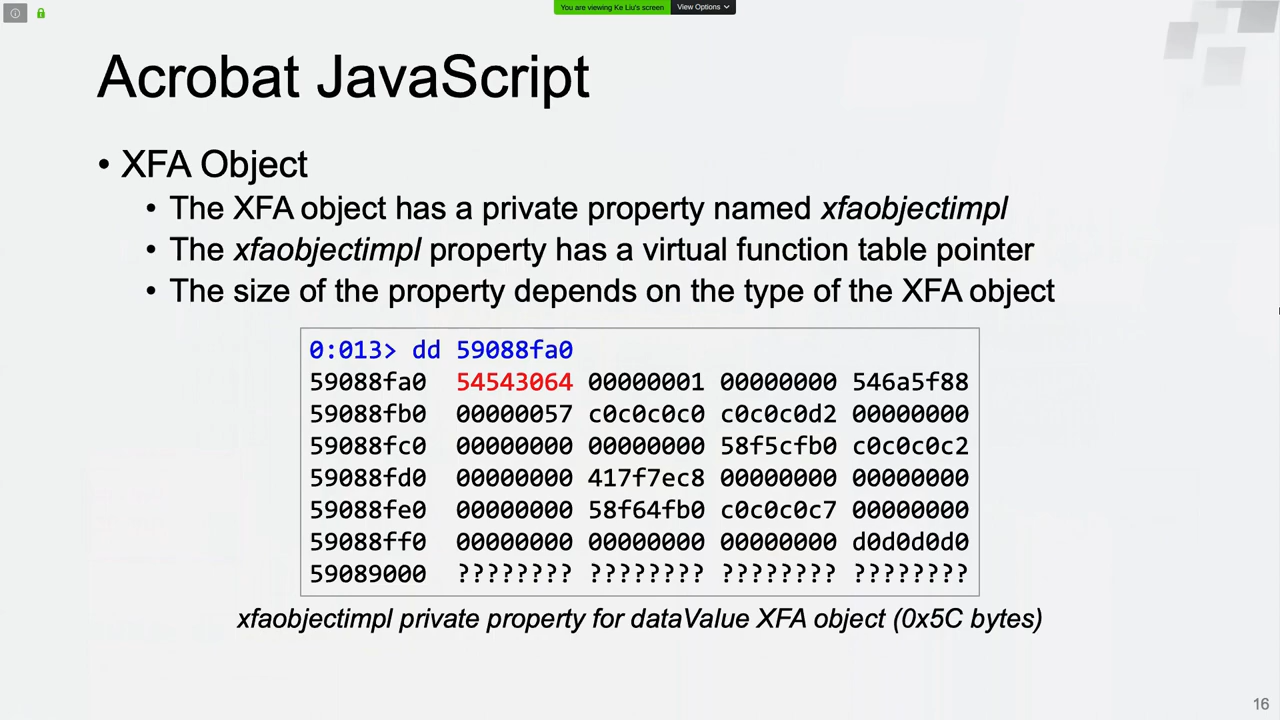 You are viewing Ke Liu's screen
View Options
Acrobat JavaScript
• XFA Object
• The XFA object has a private property named xfaobjectimpl
• The xfaobjectimpl property has a virtual function table pointer
• The size of the property depends on the type of the XFA object
0:013> dd 59088fa0
59088fa0 54543064 00000001 00000000 546a5f88
59088fb0 00000057 c0c0c0c0 c0c0c0d2 00000000
59088fc0 00000000 00000000 58f5cfb0 c0c0c0c2
59088fd0 00000000 417f7ec8 00000000 00000000
59088fe0 00000000 58f64fb0 c0c0c0c7 00000000
59088ff0 00000000 00000000 00000000 d0d0d0d0
59089000 ???????? ???????? ???????? ????????
xfaobjectimpl private property for dataValue XFA object (0x5C bytes)
16